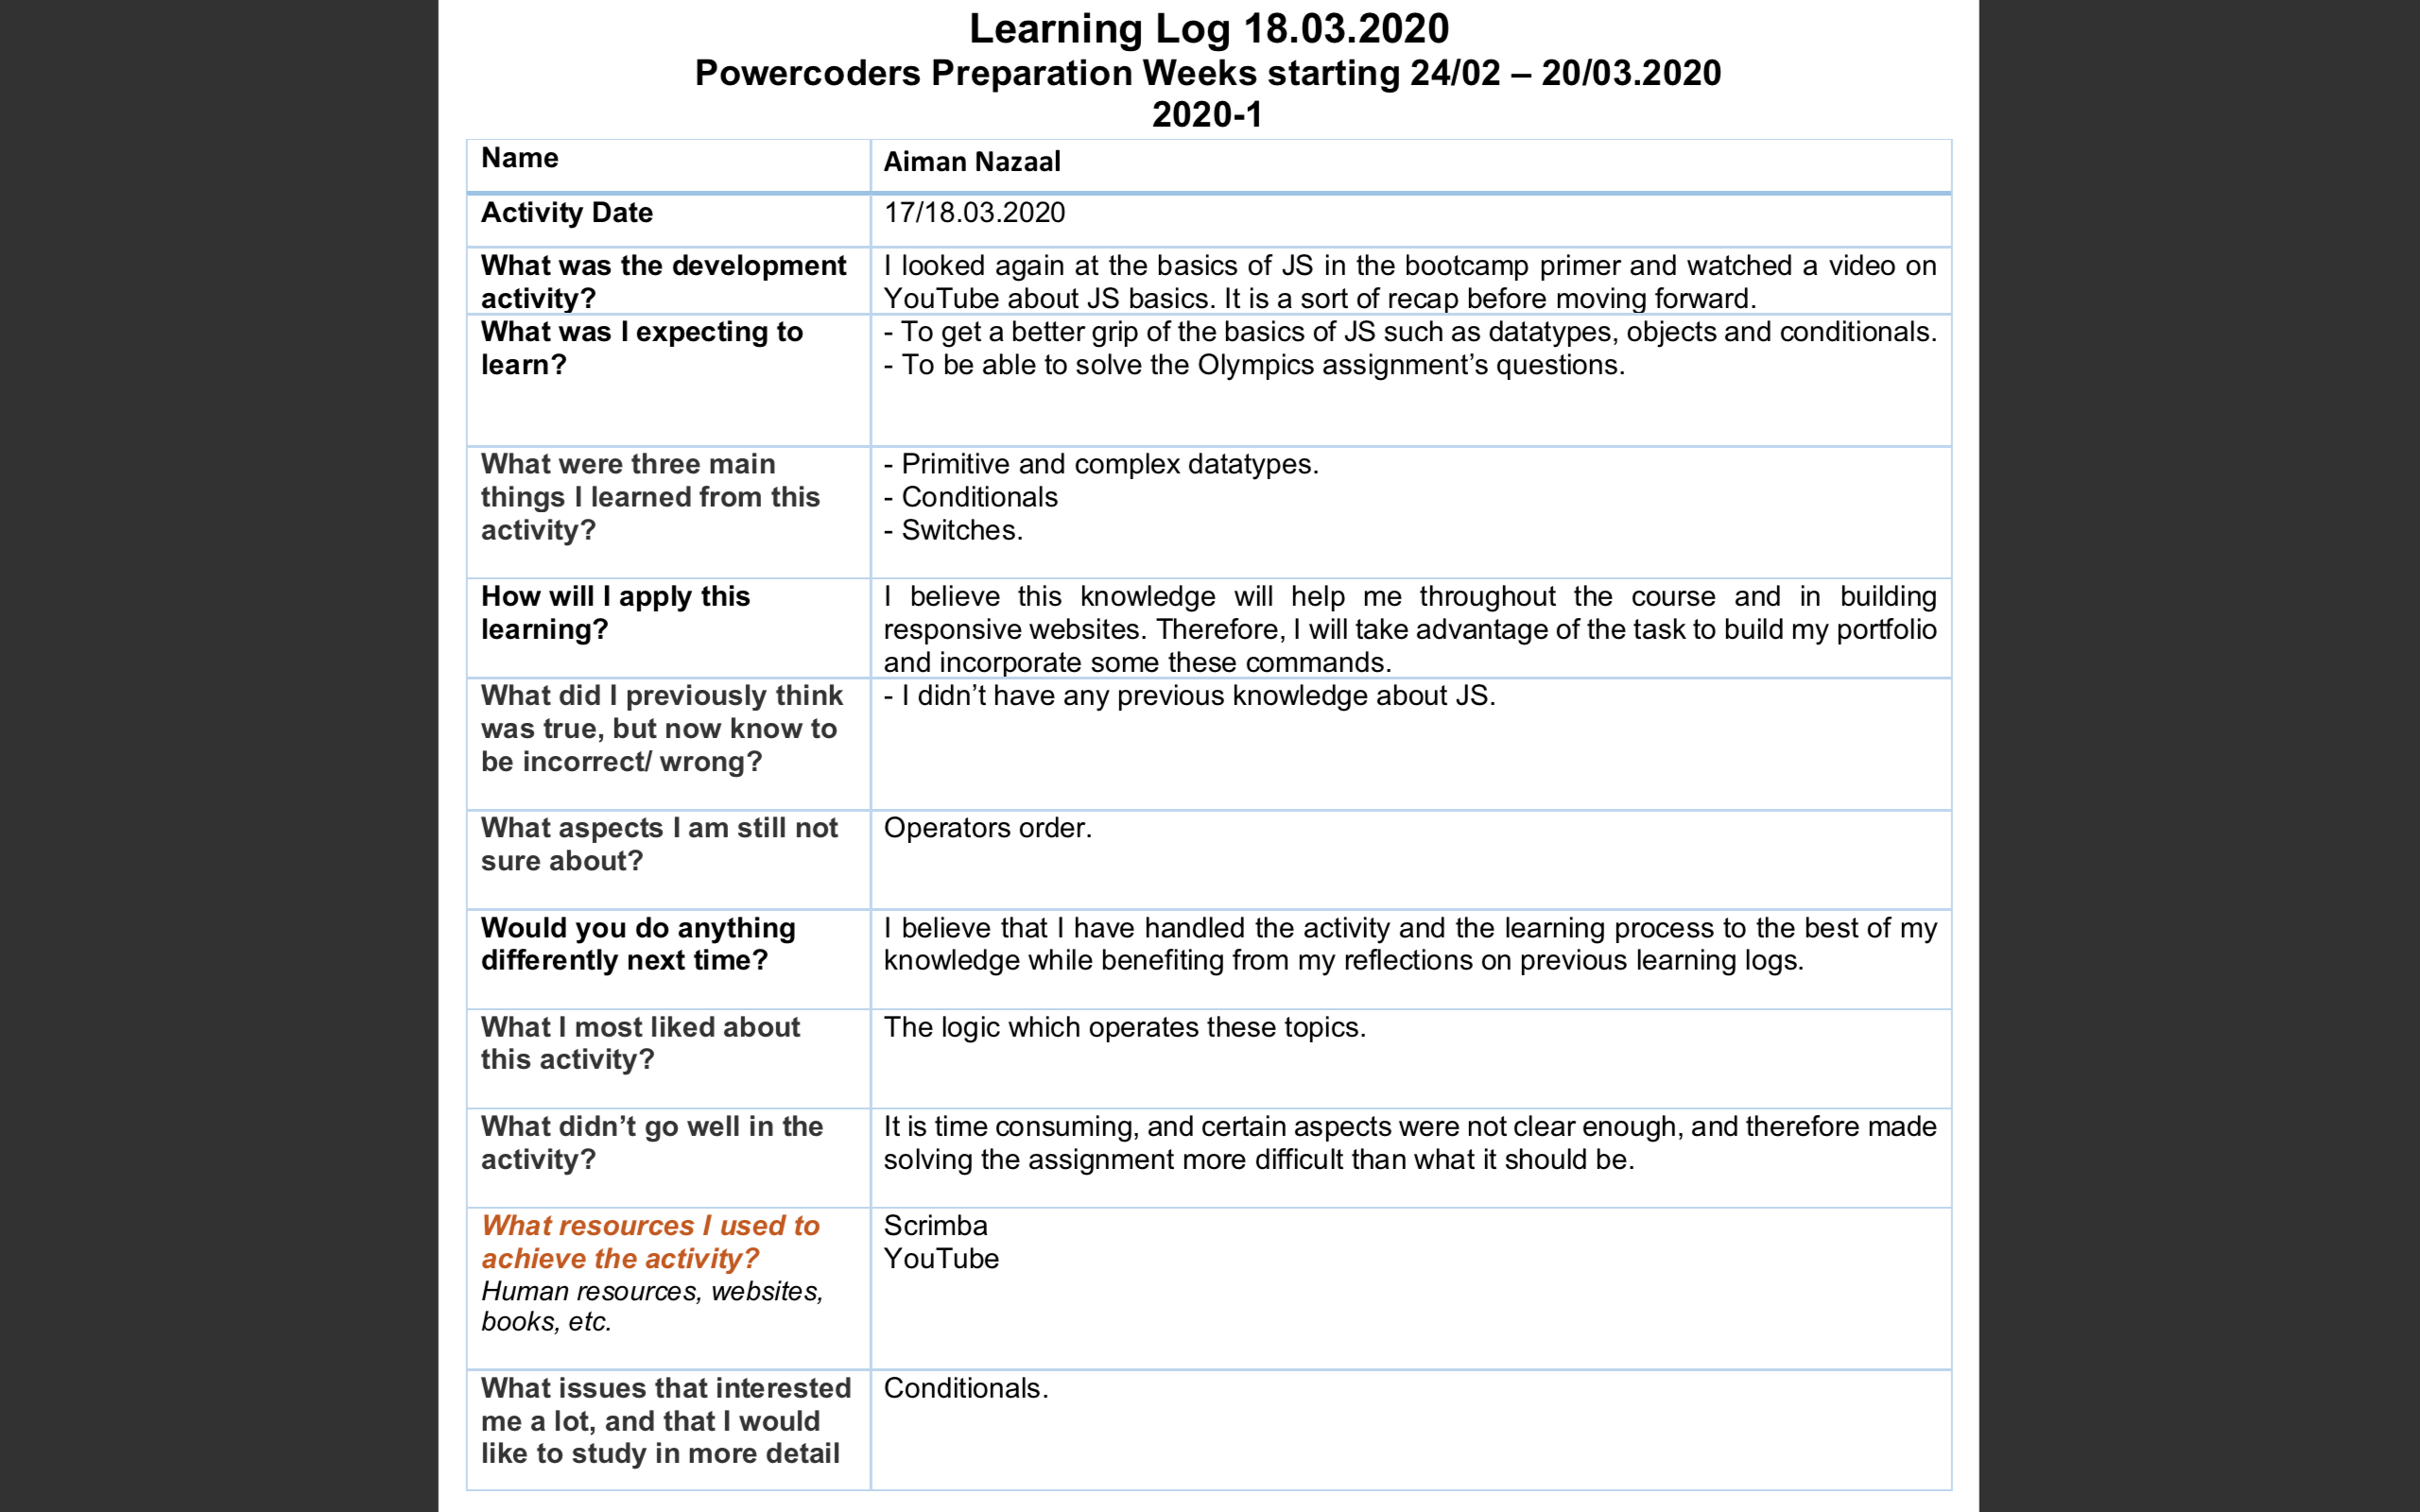 Learning Log 18.03.2020
Powercoders Preparation Weeks starting 24/02 – 20/03.2020
2020-1
Name
Aiman Nazaal
Activity Date
17/18.03.2020
What was the development
activity?
I looked again at the basics of JS in the bootcamp primer and watched a video on
YouTube about JS basics. It is a sort of recap before moving forward.
What was I expecting to
learn?
- To get a better grip of the basics of JS such as datatypes, objects and conditionals.
- To be able to solve the Olympics assignment’s questions.
What were three main
things I learned from this
activity?
- Primitive and complex datatypes.
- Conditionals
- Switches.
How will I apply this
learning?
I believe this knowledge will help me throughout the course and in building
responsive websites. Therefore, I will take advantage of the task to build my portfolio
and incorporate some these commands.
What did I previously think
was true, but now know to
be incorrect/ wrong?
- I didn’t have any previous knowledge about JS.
What aspects I am still not
sure about?
Operators order.
Would you do anything
differently next time?
I believe that I have handled the activity and the learning process to the best of my
knowledge while benefiting from my reflections on previous learning logs.
What I most liked about
this activity?
The logic which operates these topics.
What didn’t go well in the
activity?
It is time consuming, and certain aspects were not clear enough, and therefore made
solving the assignment more difficult than what it should be.
What resources I used to
achieve the activity?
Human resources, websites,
books, etc.
Scrimba
YouTube
What issues that interested
me a lot, and that I would
like to study in more detail
Conditionals.